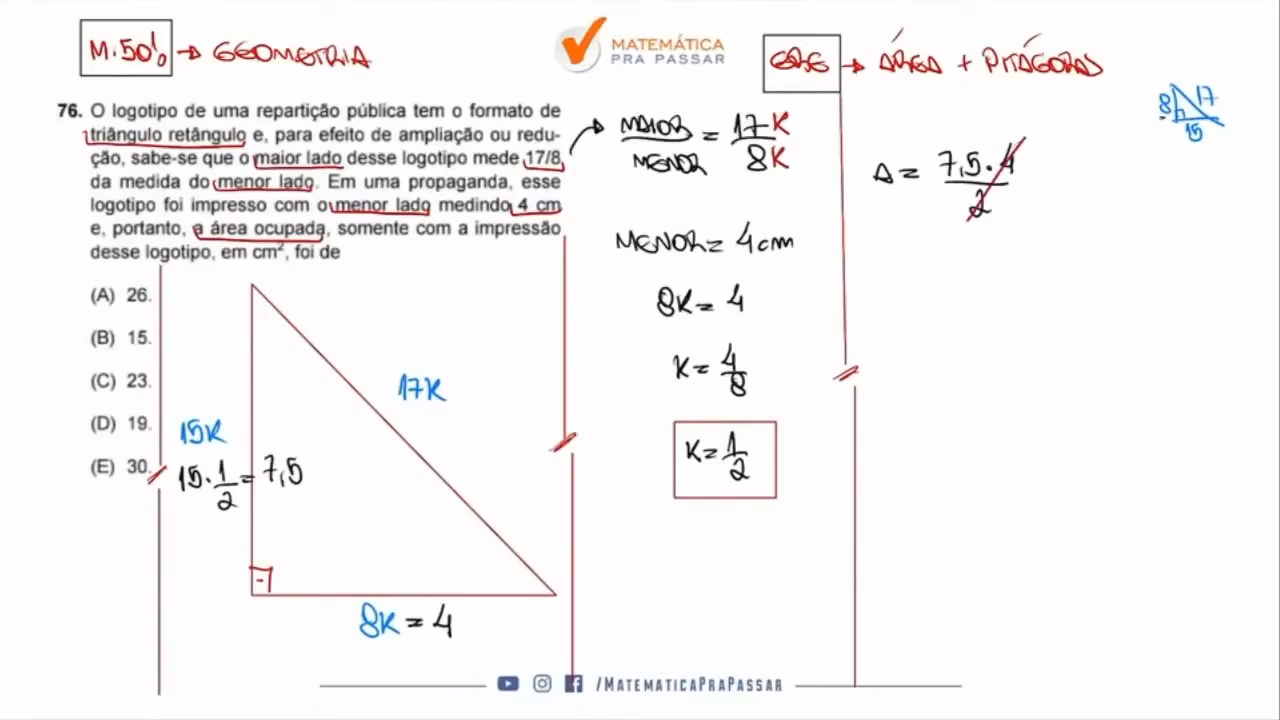 M.50% → GEOMETRIA
MATEMÁTICA
PRA PASSAR
→ ÁREA + PITÁGORAS
76. O logotipo de uma repartição pública tem o formato de
triângulo retângulo e, para efeito de ampliação ou redu-
ção, sabe-se que o maior lado desse logotipo mede 17/8
da medida do menor lado. Em uma propaganda, esse
logotipo foi impresso com o menor lado medindo 4 cm
e, portanto, a área ocupada, somente com a impressão
desse logotipo, em cm², foi de
(A) 26.
(B) 15.
(C) 23.
(D) 19.
(E) 30.
15K
15.1/2 = 7,5
17K
8K = 4
MAIOR/MENOR = 17K/8K
MENOR = 4cm
8K = 4
K = 4/8
K = 1/2
A = 7,5.4/2
8 17
15
/MATEMATICAPRAPASSAR